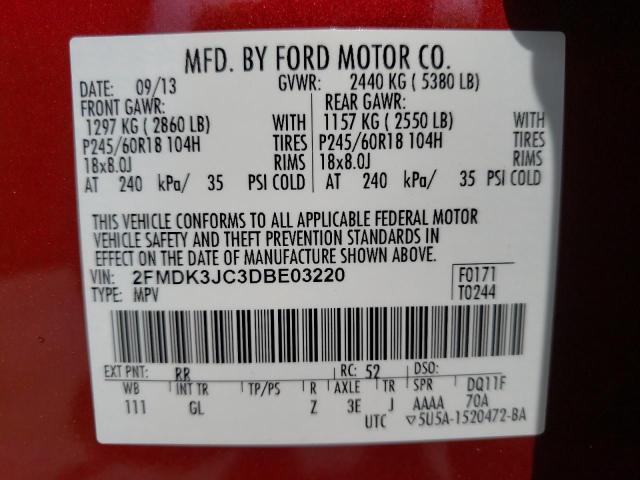 MFD. BY FORD MOTOR CO.
DATE: 09/13 GVWR: 2440 KG ( 5380 LB)
FRONT GAWR: REAR GAWR:
1297 KG ( 2860 LB) WITH 1157 KG ( 2550 LB) WITH
P245/60R18 104H TIRES P245/60R18 104H TIRES
18x8.0J RIMS 18x8.0J RIMS
AT 240 kPa/ 35 PSI COLD AT 240 kPa/ 35 PSI COLD
THIS VEHICLE CONFORMS TO ALL APPLICABLE FEDERAL MOTOR
VEHICLE SAFETY AND THEFT PREVENTION STANDARDS IN
EFFECT ON THE DATE OF MANUFACTURE SHOWN ABOVE.
VIN: 2FMDK3JC3DBE03220 F0171
TYPE: MPV T0244
EXT PNT: RR RC: 52 DSO:
WB INT TR TP/PS R AXLE TR SPR DQ11F
111 GL Z 3E J AAAA 70A
UTC ▽5U5A-1520472-BA